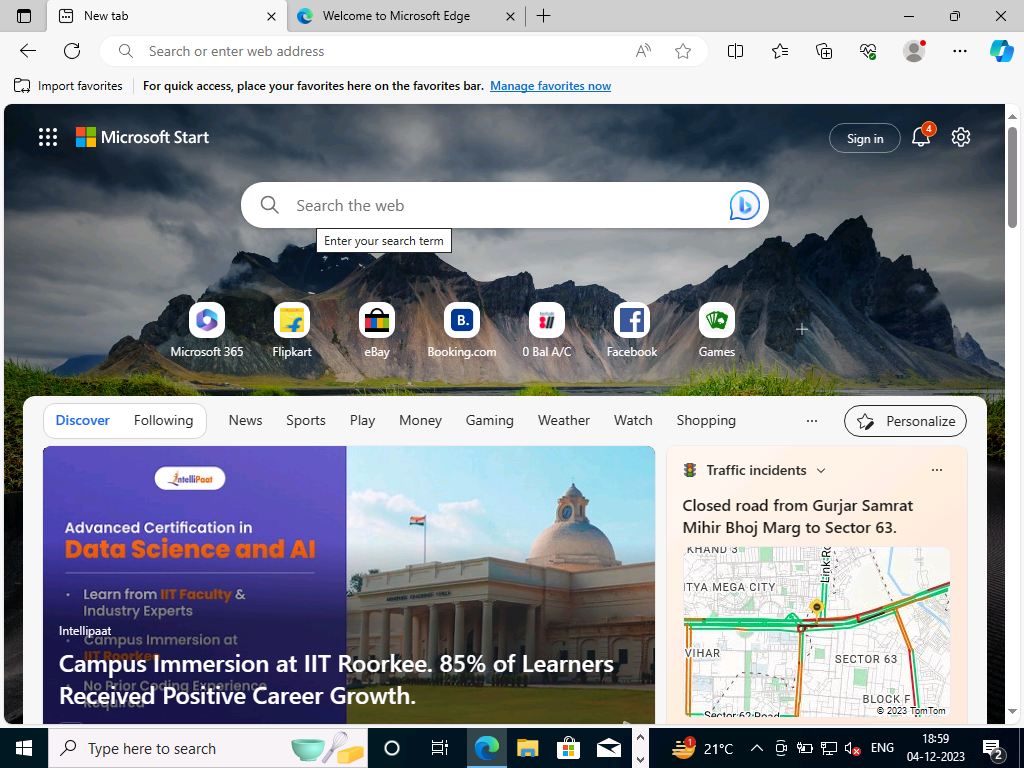 New tab
Welcome to Microsoft Edge
Search or enter web address
Import favorites
For quick access, place your favorites here on the favorites bar. Manage favorites now
Microsoft Start
Sign in
4
Search the web
Enter your search term
Microsoft 365
Flipkart
eBay
B.
Booking.com
0 Bal A/C
Facebook
Games
Discover
Following
News
Sports
Play
Money
Gaming
Weather
Watch
Shopping
Personalize
IntelliPaat
Advanced Certification in
Data Science and AI
Learn from IIT Faculty &
Industry Experts
Campus Immersion at
IIT Roorkee
No Prior Coding Experience
Required
Intellipaat
Campus Immersion at IIT Roorkee. 85% of Learners
Received Positive Career Growth.
Traffic incidents
Closed road from Gurjar Samrat
Mihir Bhoj Marg to Sector 63.
KHAND 3
Link Ro
ITYA MEGA CITY
VIHAR
SECTOR 63
BLOCK F
© 2023 TomTom
Sector 62 Road
Type here to search
1
21°C
ENG
18:59
04-12-2023
2